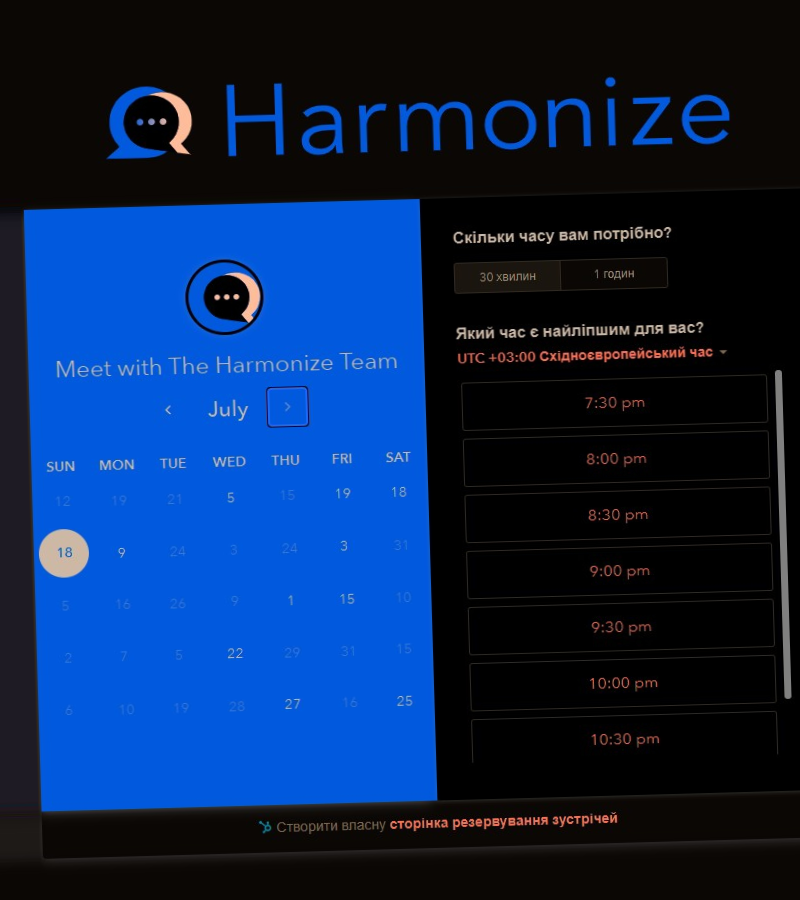 Harmonize
Meet with The Harmonize Team
July
SUN MON TUE WED THU FRI SAT
12 19 21 5 15 19 18
18 9 24 3 24 3 31
5 16 26 9 1 15 10
2 7 5 22 29 31 15
6 10 19 28 27 16 25
Скільки часу вам потрібно?
30 хвилин 1 годин
Який час є найліпшим для вас?
UTC +03:00 Східноєвропейський час
7:30 pm
8:00 pm
8:30 pm
9:00 pm
9:30 pm
10:00 pm
10:30 pm
Створити власну сторінка резервування зустрічей